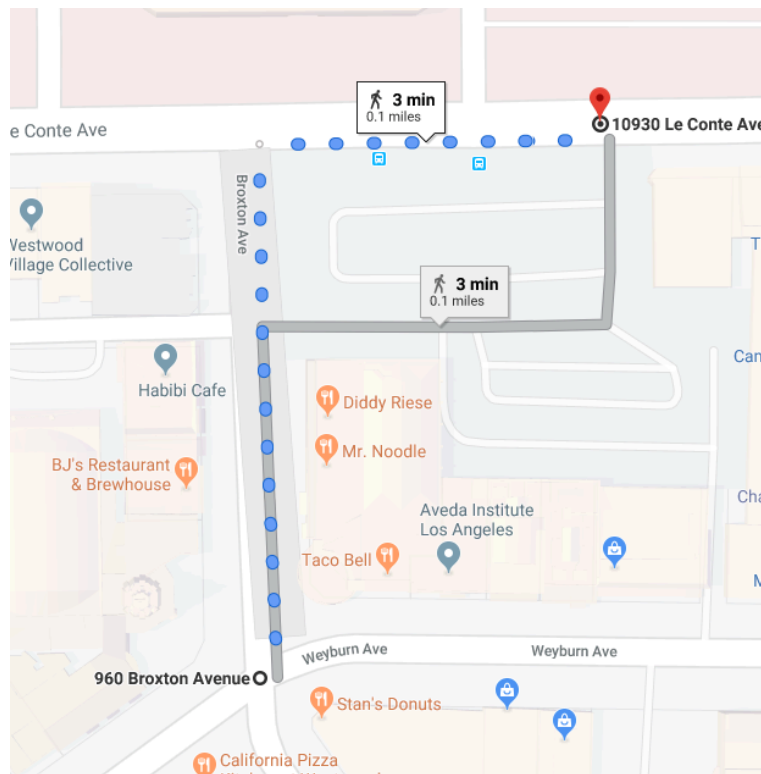 3 min
0.1 miles
10930 Le Conte Ave
e Conte Ave
Broxton Ave
Westwood
Village Collective
T
3 min
0.1 miles
Can
Habibi Cafe
Diddy Riese
Mr. Noodle
BJ's Restaurant
& Brewhouse
Cha
Aveda Institute
Los Angeles
Taco Bell
M
Weyburn Ave
Weyburn Ave
960 Broxton Avenue
Stan's Donuts
California Pizza